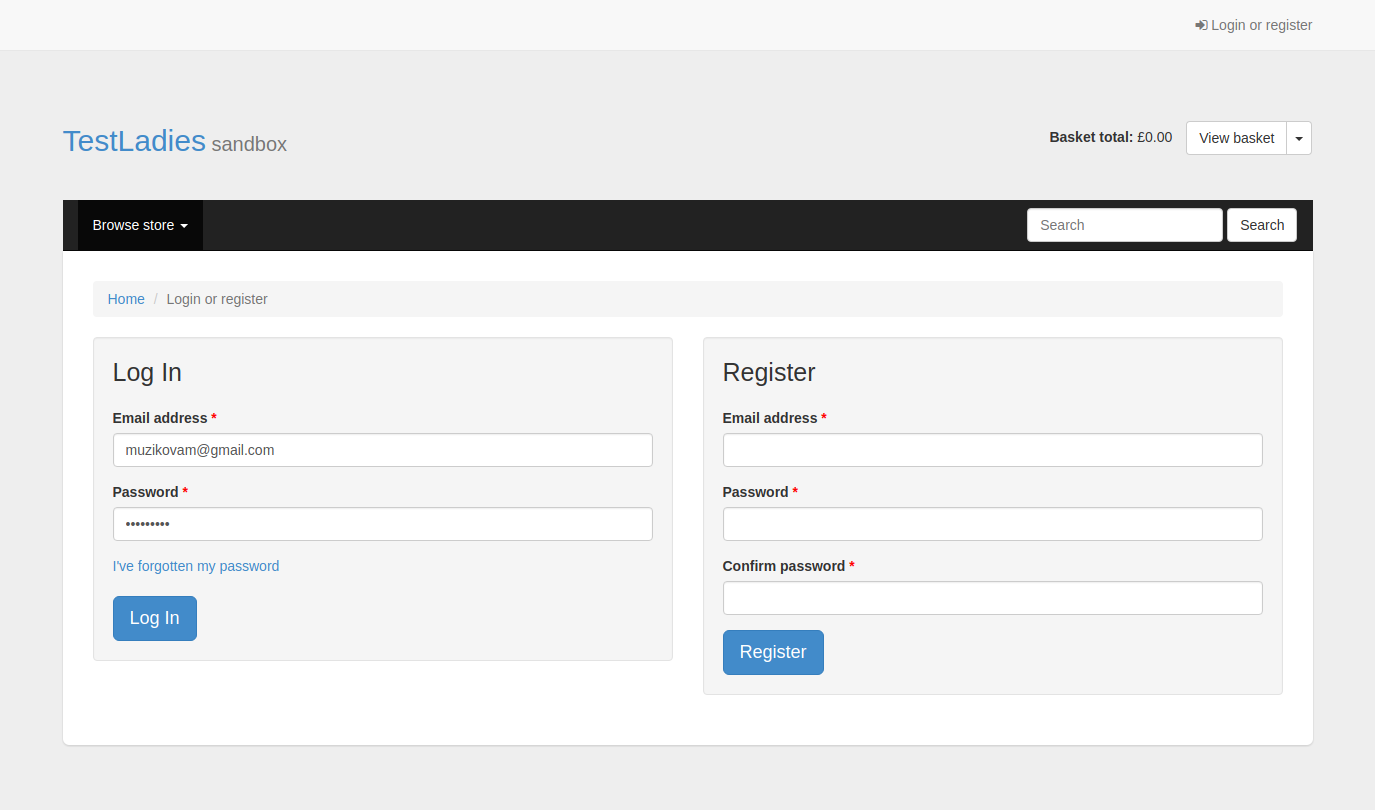 Login or register
TestLadies sandbox
Basket total: £0.00 View basket
Browse store Search Search
Home / Login or register
Log In
Email address *
muzikovam@gmail.com
Password *
•••••••••
I've forgotten my password
Log In
Register
Email address *
Password *
Confirm password *
Register